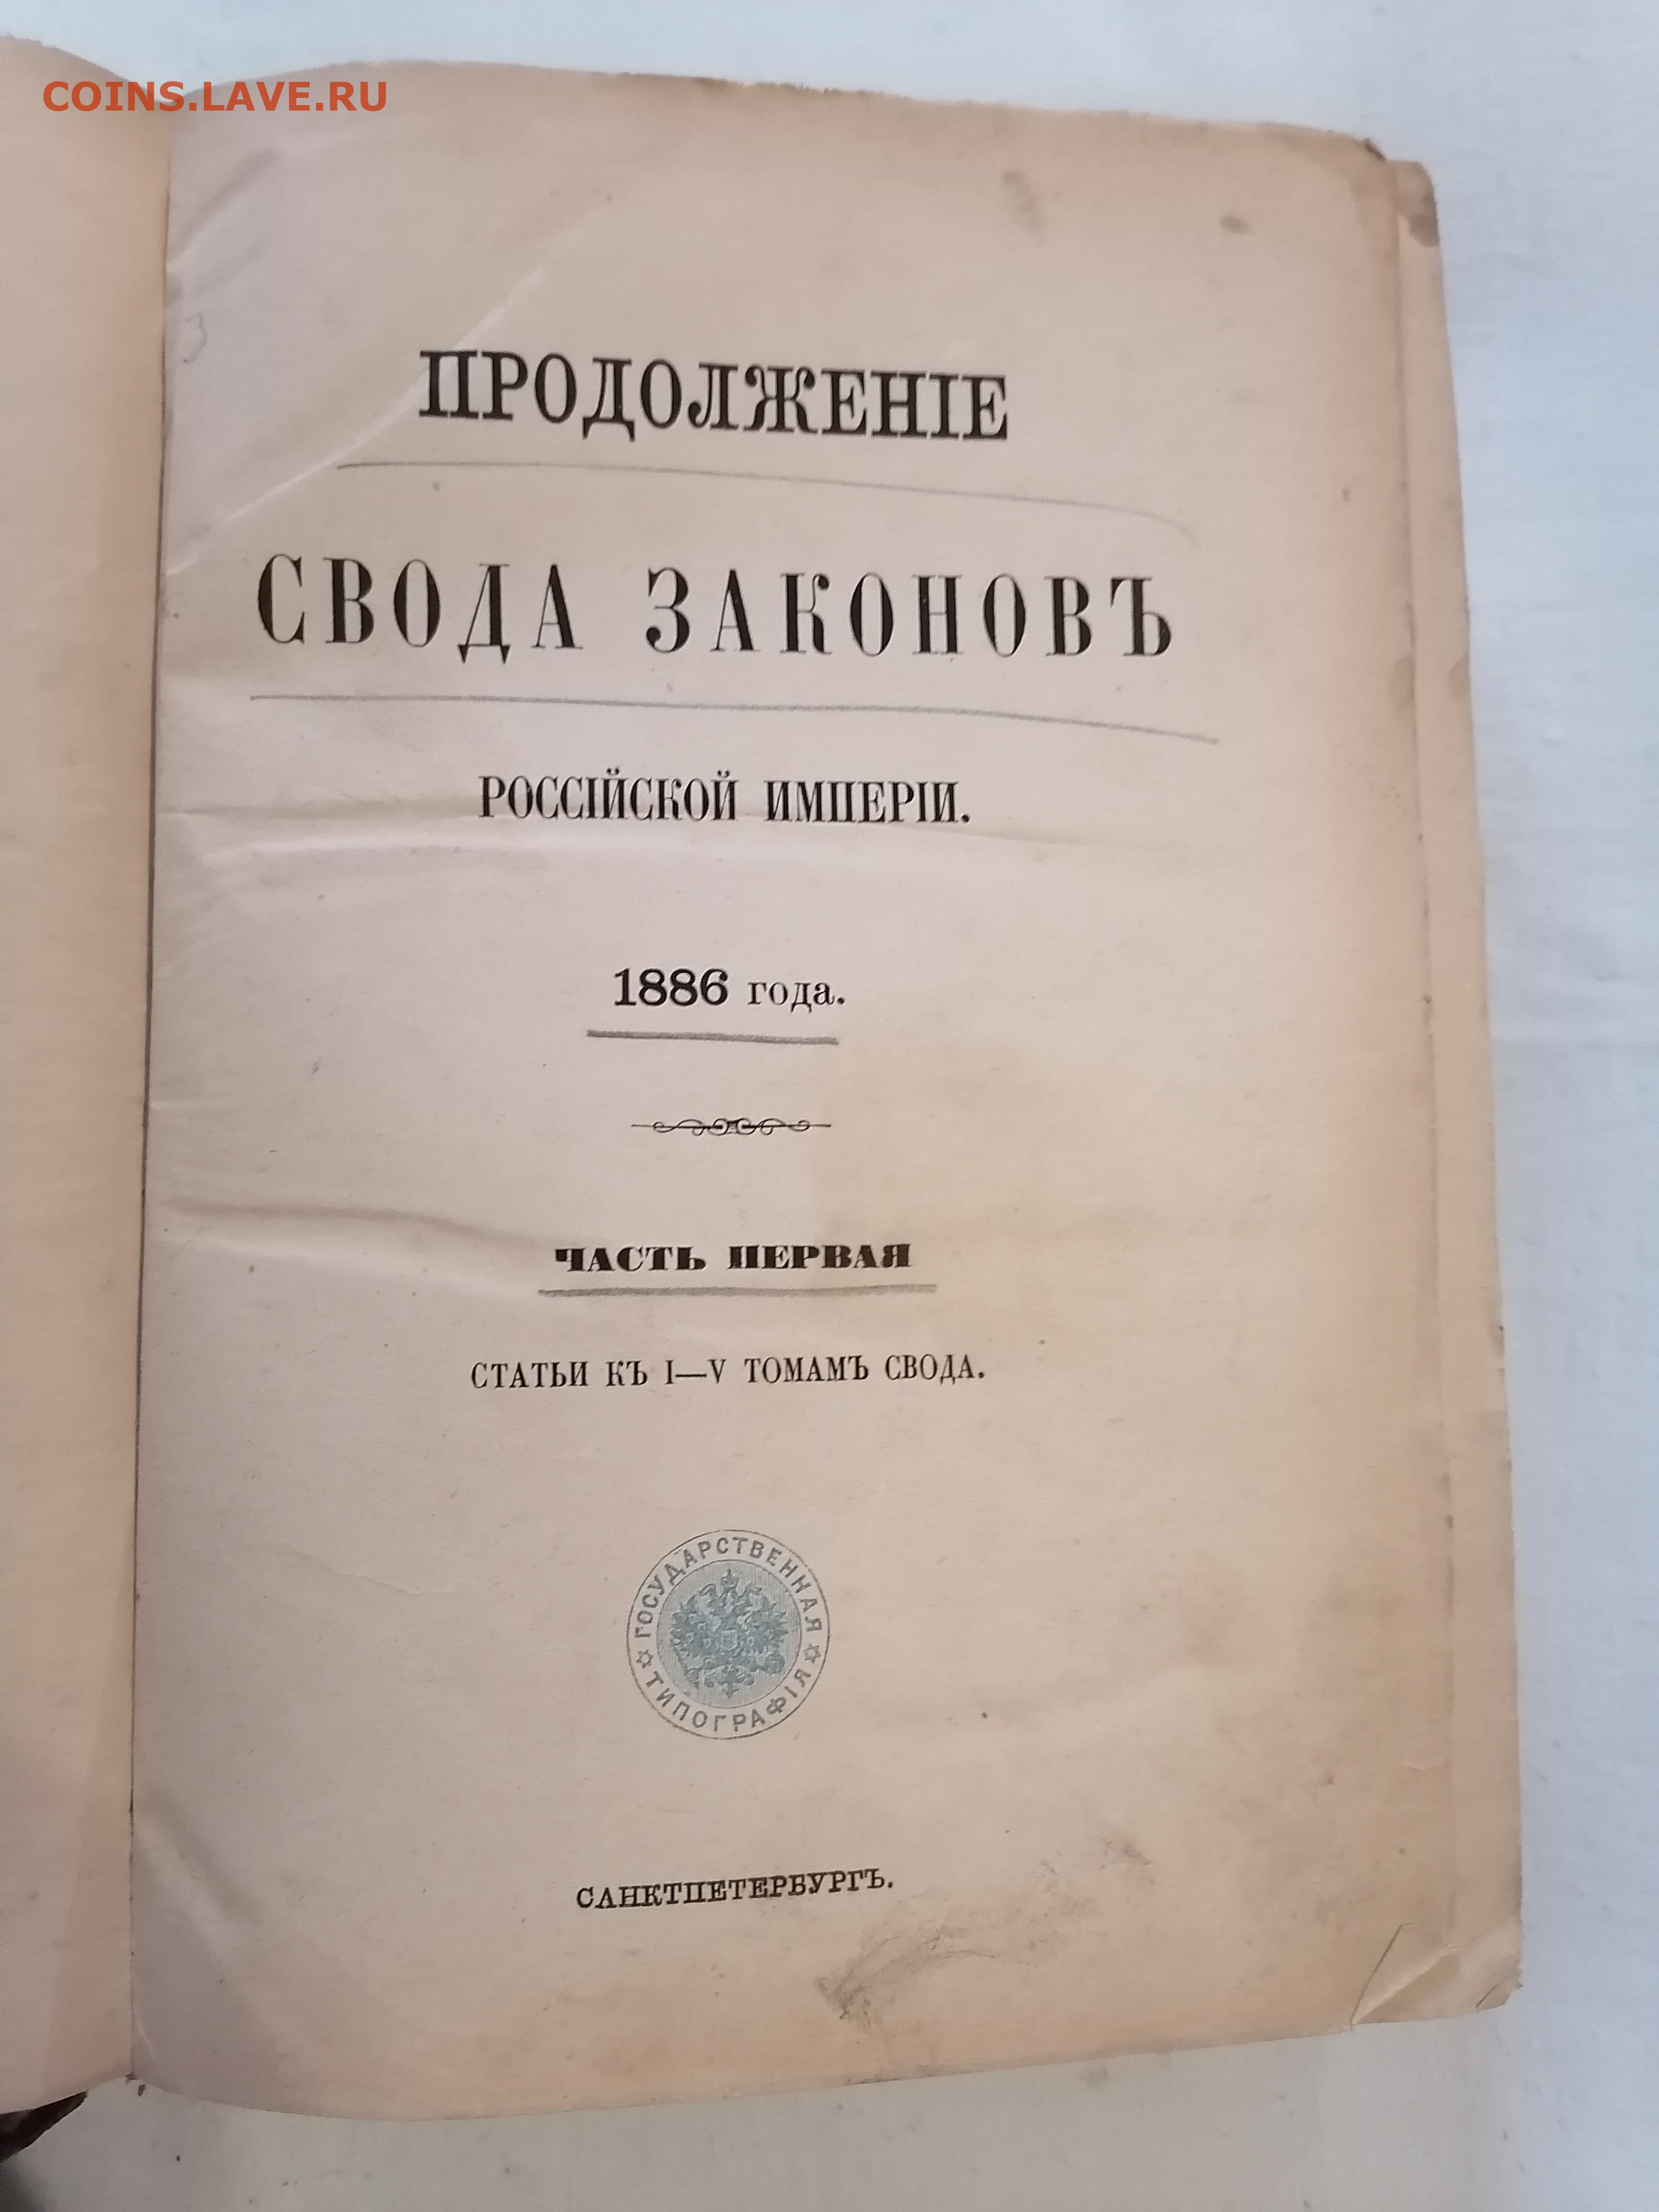 COINS.LAVE.RU
3
ПРОДОЛЖЕНІЕ
СВОДА ЗАКОНОВЪ
РОССІЙСКОЙ ИМПЕРІИ.
1886 года.
ЧАСТЬ ПЕРВАЯ
СТАТЬИ КЪ I—V ТОМАМЪ СВОДА.
ГОСУДАРСТВЕННАЯ
ТИПОГРАФІЯ
САНКТПЕТЕРБУРГЪ.